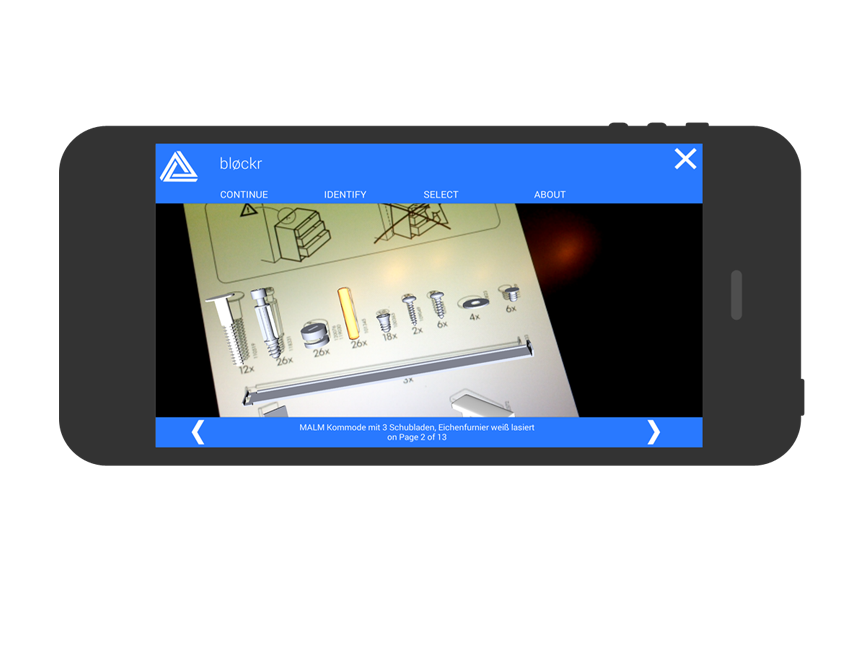 bløckr
CONTINUE IDENTIFY SELECT ABOUT
12x 26x 26x 26x 18x 2x 6x 4x 6x
3x
MALM Kommode mit 3 Schubladen, Eichenfurnier weiß lasiert
on Page 2 of 13